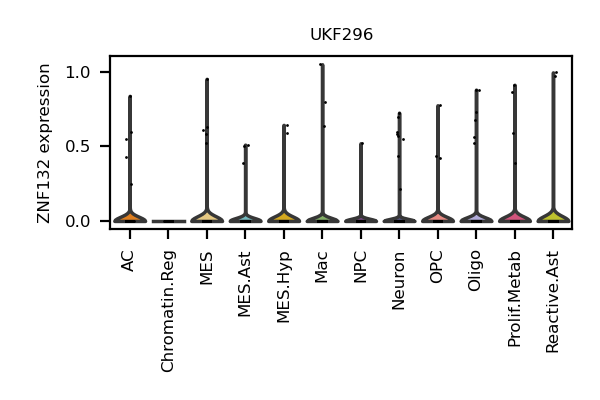 UKF296
ZNF132 expression
1.0
0.5
0.0
AC
Chromatin.Reg
MES
MES.Ast
MES.Hyp
Mac
NPC
Neuron
OPC
Oligo
Prolif.Metab
Reactive.Ast